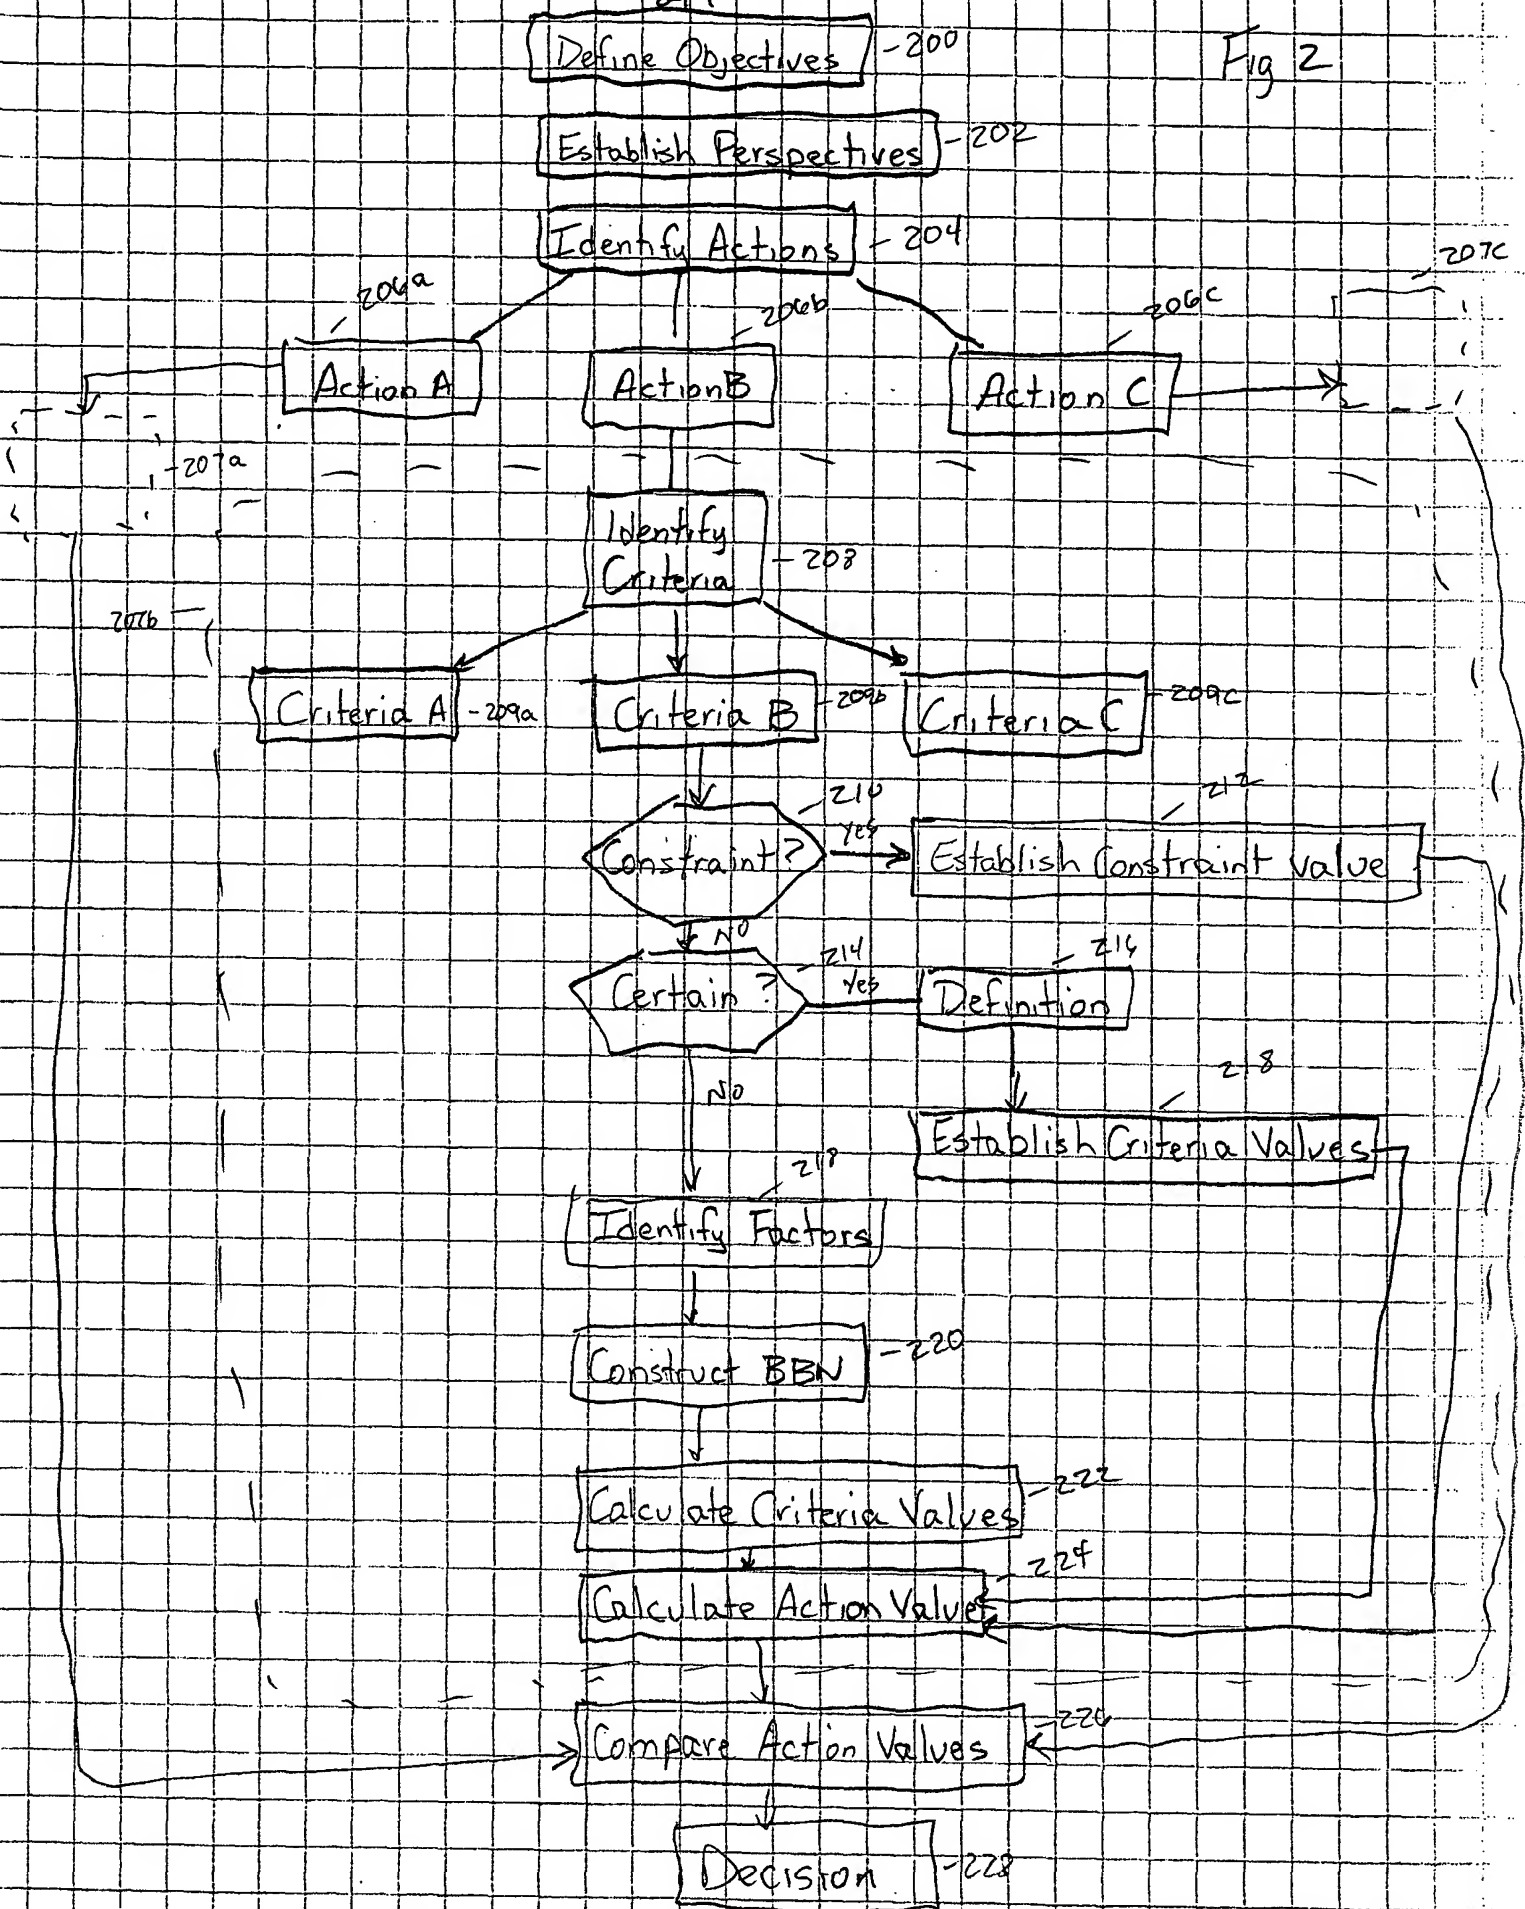 Fig 2
Define Objectives -200
Establish Perspectives -202
Identify Actions - 204
207c
206a
206b
206c
Action A
Action B
Action C
-207a
Identify
Criteria
-208
207b
Criteria A -209a
Criteria B -209b
Criteria C -209c
210
212
Constraint?
Yes
Establish Constraint Value
NO
214
216
Certain?
Yes
Definition
NO
218
Establish Criteria Values
218
Identify Factors
Construct BBN -220
Calculate Criteria Values -222
Calculate Action Value -224
Compare Action Values -226
Decision -228